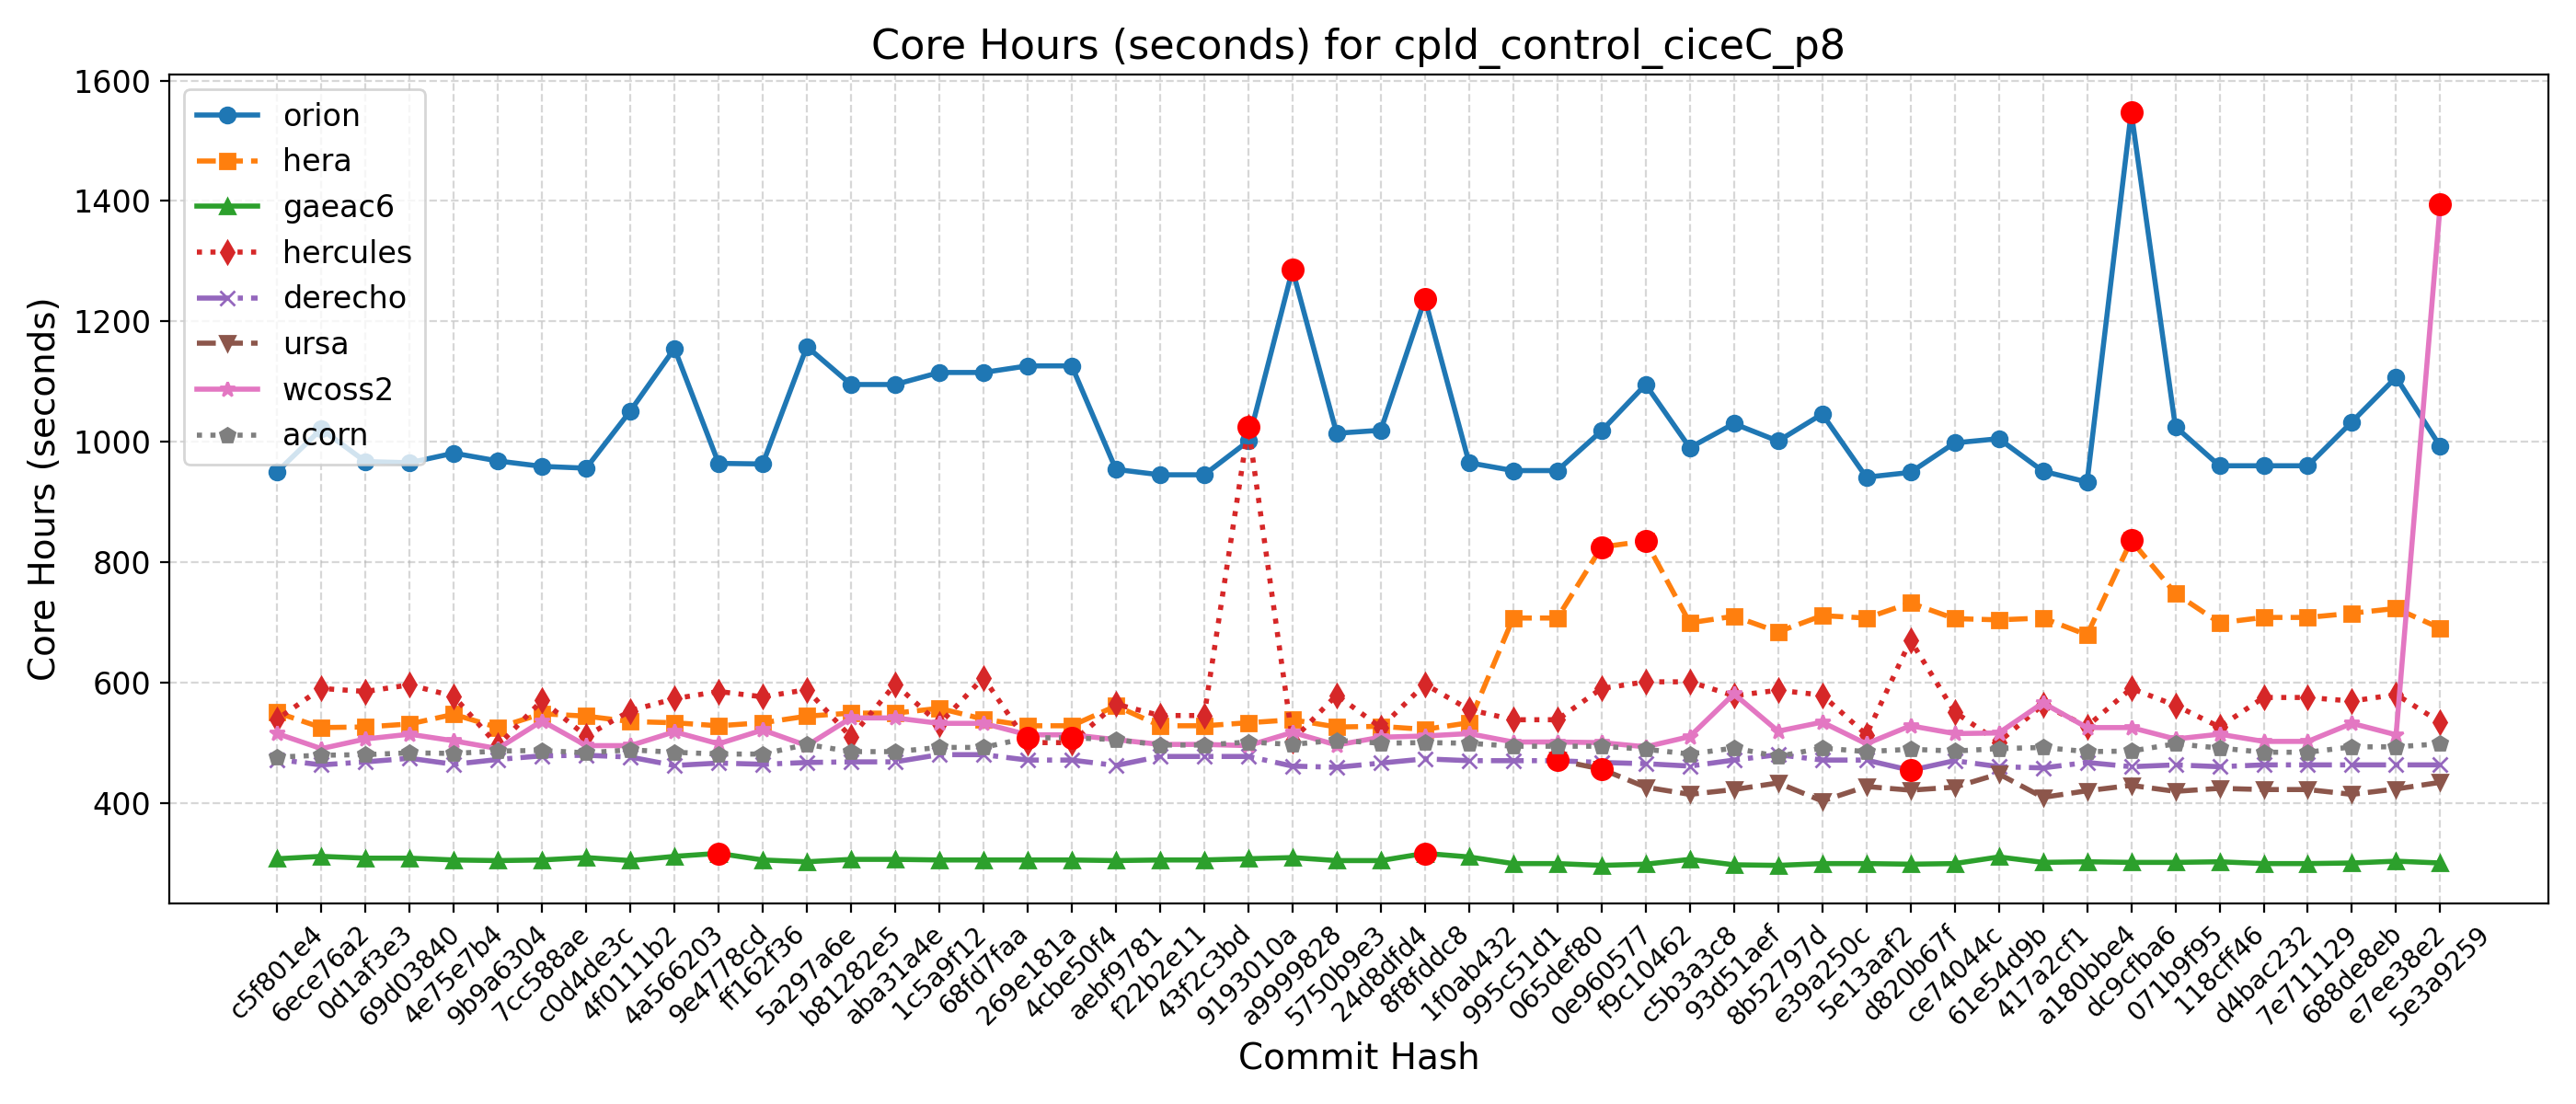 Core Hours (seconds) for cpld_control_ciceC_p8
Core Hours (seconds)
1600
1400
1200
1000
800
600
400
orion
hera
gaeac6
hercules
derecho
ursa
wcoss2
acorn
c5f801e4
6ece76a2
0d1af3e3
69d03840
4e75e7b4
9b9a6304
7cc588ae
c0d4de3c
4f0111b2
4a566203
9e4778cd
ff162f36
5a297a6e
b81282e5
aba31a4e
1c5a9f12
68fd7faa
269e181a
4cbe50f4
aebf9781
f22b2e11
43f2c3bd
9193010a
a9999828
5750b9e3
24d8dfd4
8f8fddc8
1f0ab432
995c51d1
065def80
0e960577
f9c10462
c5b3a3c8
93d51aef
8b52797d
e39a250c
5e13aaf2
d820b67f
ce74044c
61e54d9b
417a2cf1
a180bbe4
dc9cfba6
071b9f95
118cff46
d4bac232
7e711129
688de8eb
e7ee38e2
5e3a9259
Commit Hash